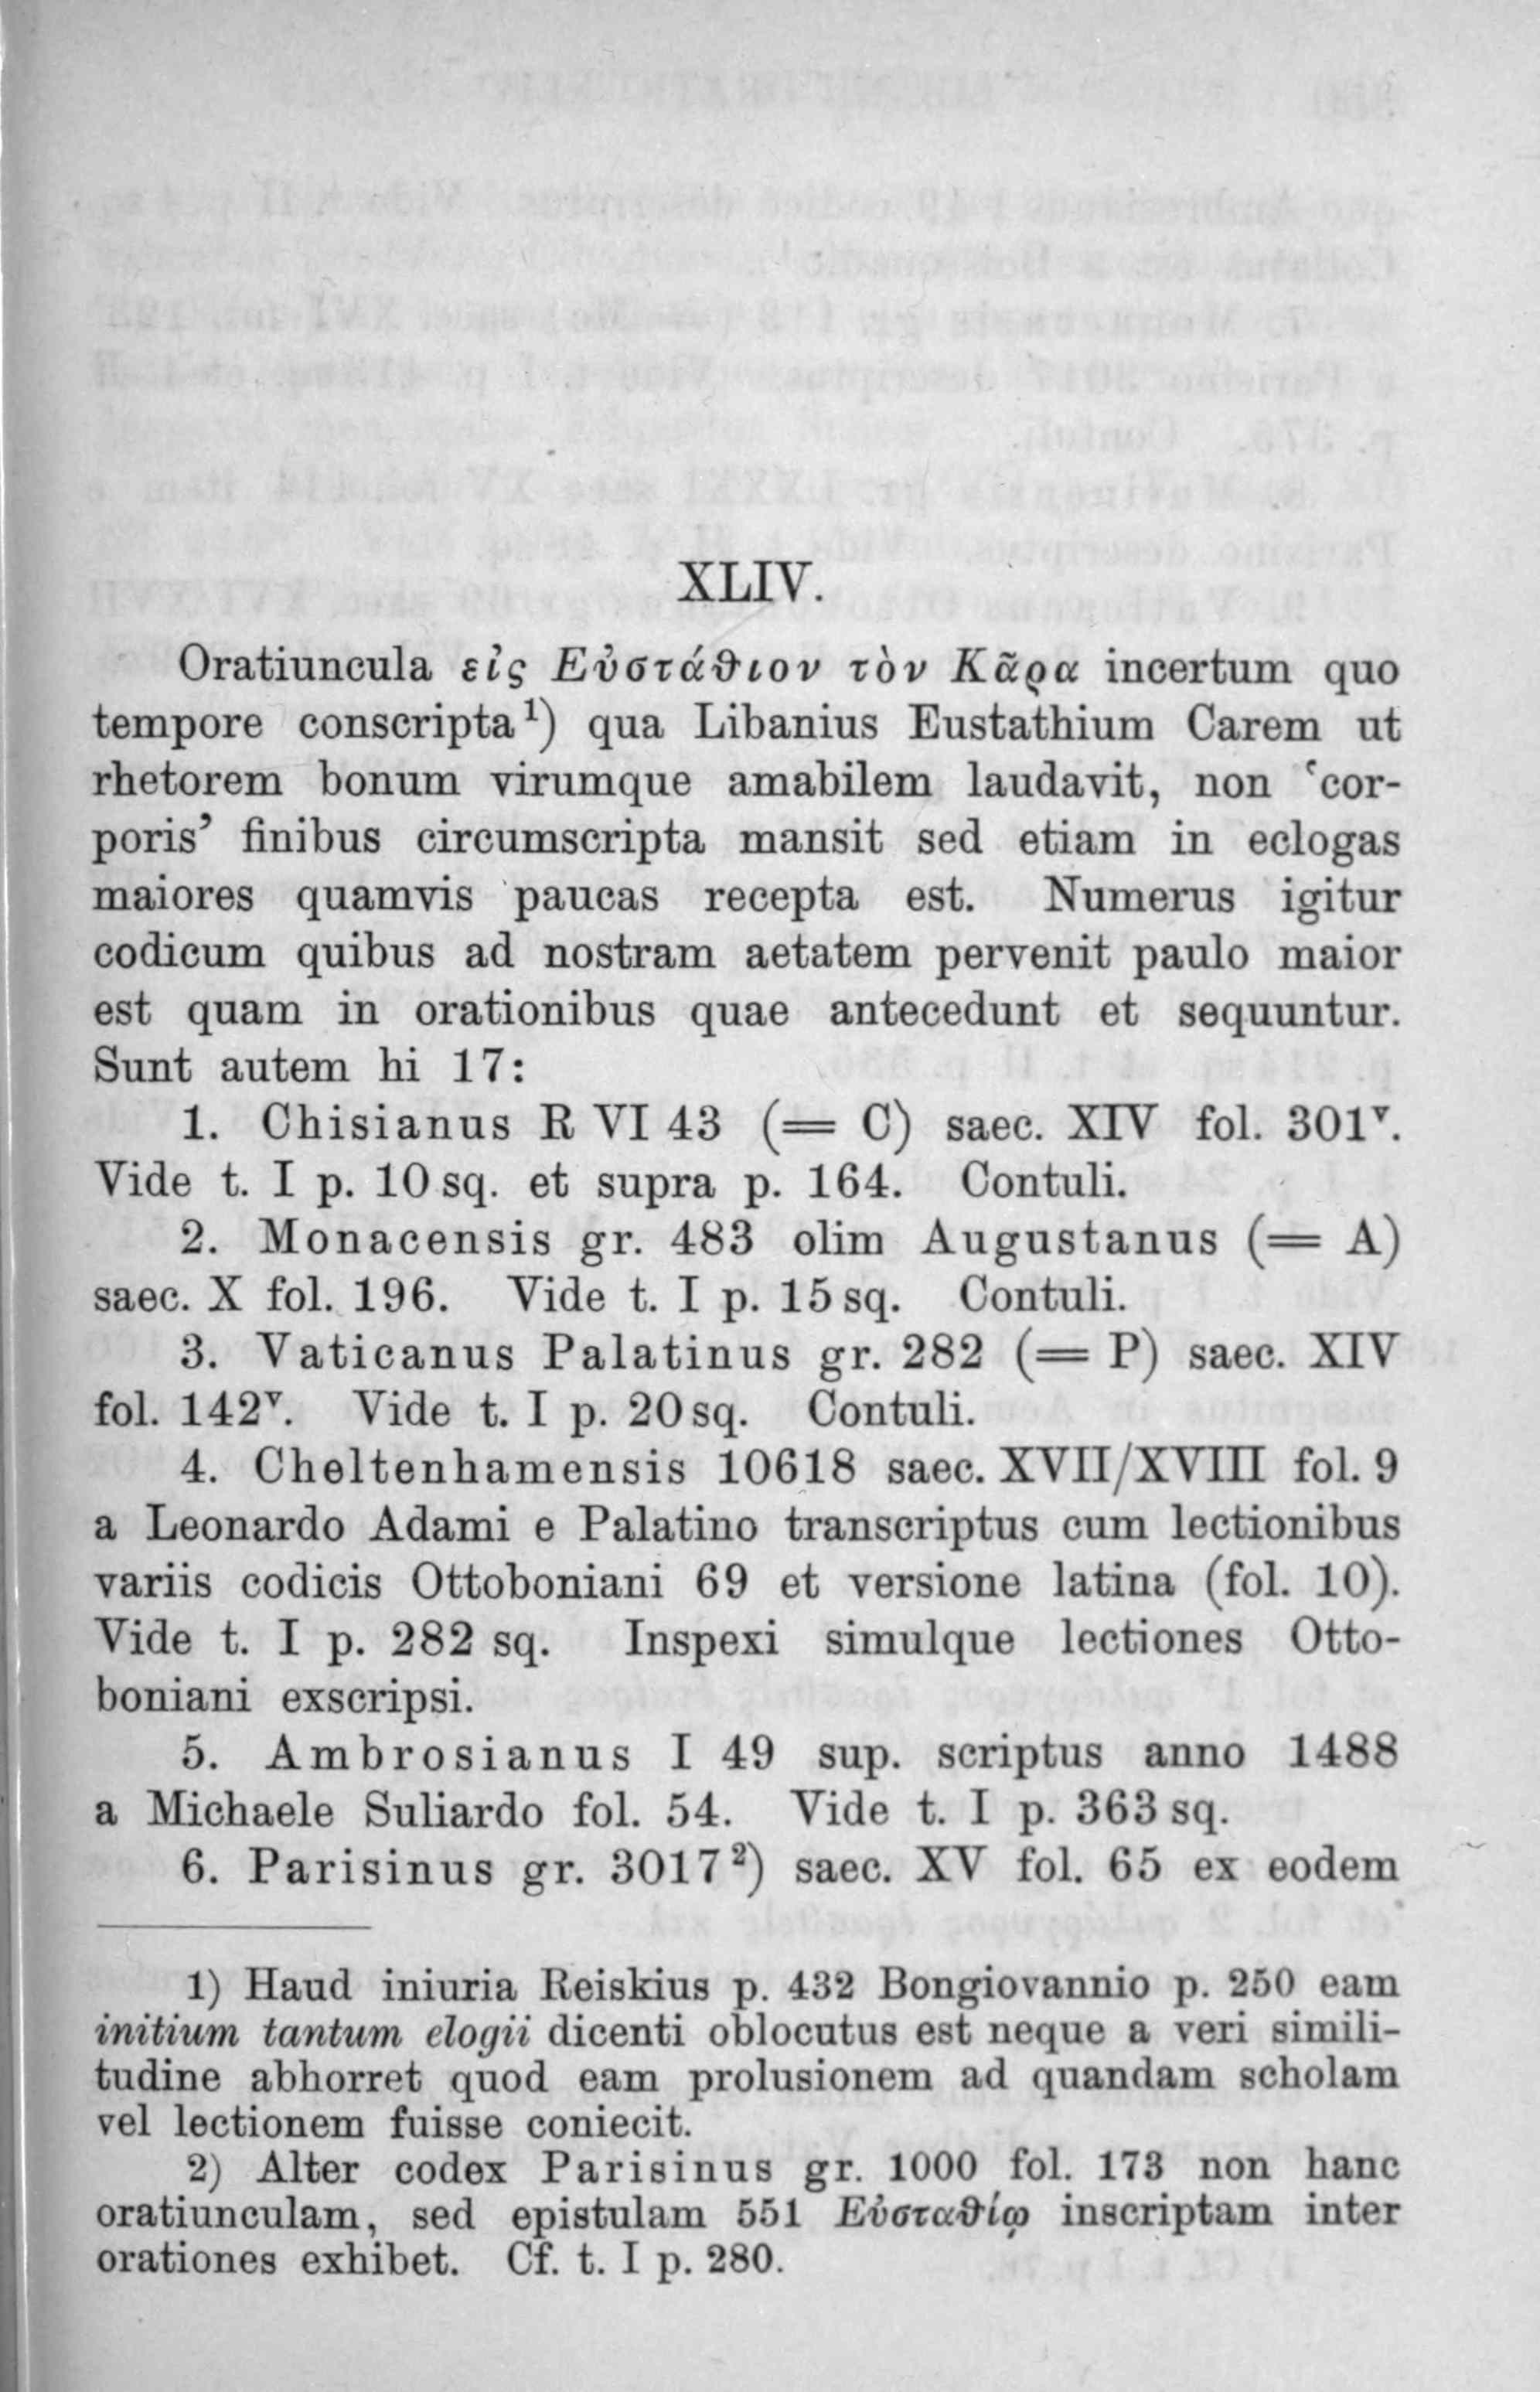 XLIV.
Oratiuncula εἰς Εὐστάθιον τὸν Κᾶρα incertum quo
tempore conscripta¹) qua Libanius Eustathium Carem ut
rhetorem bonum virumque amabilem laudavit, non ‘cor-
poris’ finibus circumscripta mansit sed etiam in eclogas
maiores quamvis paucas recepta est. Numerus igitur
codicum quibus ad nostram aetatem pervenit paulo maior
est quam in orationibus quae antecedunt et sequuntur.
Sunt autem hi 17:
1. Chisianus R VI 43 (= C) saec. XIV fol. 301ᵛ.
Vide t. I p. 10 sq. et supra p. 164. Contuli.
2. Monacensis gr. 483 olim Augustanus (= A)
saec. X fol. 196. Vide t. I p. 15 sq. Contuli.
3. Vaticanus Palatinus gr. 282 (= P) saec. XIV
fol. 142ᵛ. Vide t. I p. 20 sq. Contuli.
4. Cheltenhamensis 10618 saec. XVII/XVIII fol. 9
a Leonardo Adami e Palatino transcriptus cum lectionibus
variis codicis Ottoboniani 69 et versione latina (fol. 10).
Vide t. I p. 282 sq. Inspexi simulque lectiones Otto-
boniani exscripsi.
5. Ambrosianus I 49 sup. scriptus anno 1488
a Michaele Suliardo fol. 54. Vide t. I p. 363 sq.
6. Parisinus gr. 3017²) saec. XV fol. 65 ex eodem
1) Haud iniuria Reiskius p. 432 Bongiovannio p. 250 eam
initium tantum elogii dicenti oblocutus est neque a veri simili-
tudine abhorret quod eam prolusionem ad quandam scholam
vel lectionem fuisse coniecit.
2) Alter codex Parisinus gr. 1000 fol. 173 non hanc
oratiunculam, sed epistulam 551 Εὐσταθίῳ inscriptam inter
orationes exhibet. Cf. t. I p. 280.